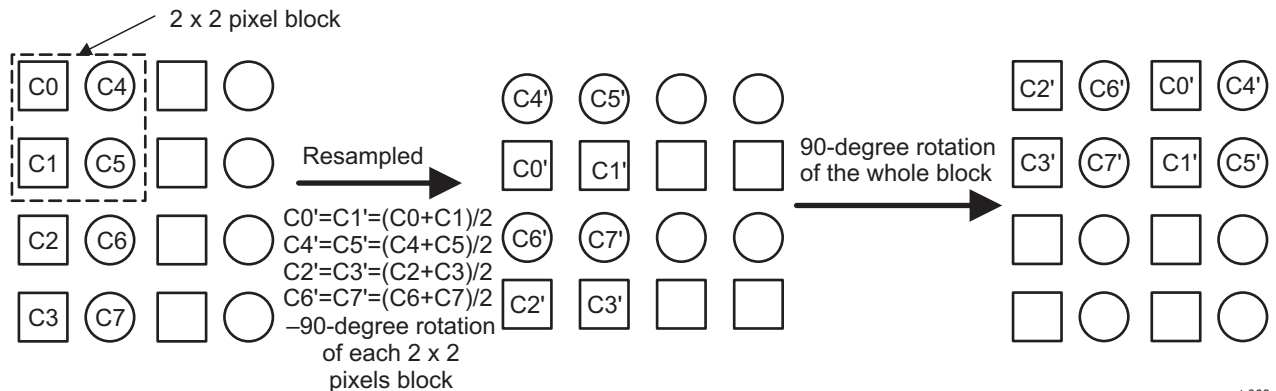 2 x 2 pixel block
C0 C4
C1 C5
C2 C6
C3 C7
Resampled
C0'=C1'=(C0+C1)/2
C4'=C5'=(C4+C5)/2
C2'=C3'=(C2+C3)/2
C6'=C7'=(C6+C7)/2
–90-degree rotation
of each 2 x 2
pixels block
C4' C5'
C0' C1'
C6' C7'
C2' C3'
90-degree rotation
of the whole block
C2' C6' C0' C4'
C3' C7' C1' C5'